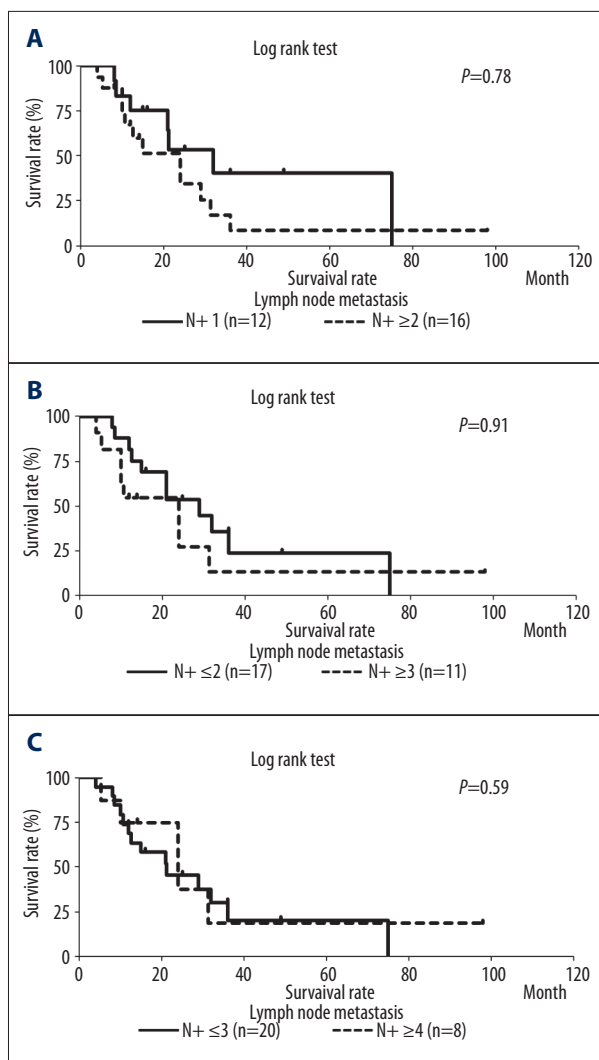 A
Log rank test
P=0.78
Survival rate (%)
100
75
50
25
0
0 20 40 60 80 100 120
Survaival rate Month
Lymph node metastasis
N+ 1 (n=12) N+ ≥2 (n=16)
B
Log rank test
P=0.91
Survival rate (%)
100
75
50
25
0
0 20 40 60 80 100 120
Survaival rate Month
Lymph node metastasis
N+ ≤2 (n=17) N+ ≥3 (n=11)
C
Log rank test
P=0.59
Survival rate (%)
100
75
50
25
0
0 20 40 60 80 100 120
Survaival rate Month
Lymph node metastasis
N+ ≤3 (n=20) N+ ≥4 (n=8)